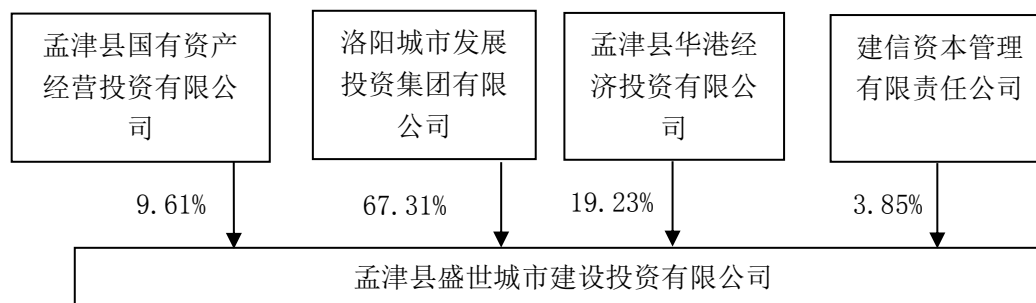 孟津县国有资产
经营投资有限公
司
洛阳城市发展
投资集团有限
公司
孟津县华港经
济投资有限公
司
建信资本管理
有限责任公司
9.61%
67.31%
19.23%
3.85%
孟津县盛世城市建设投资有限公司